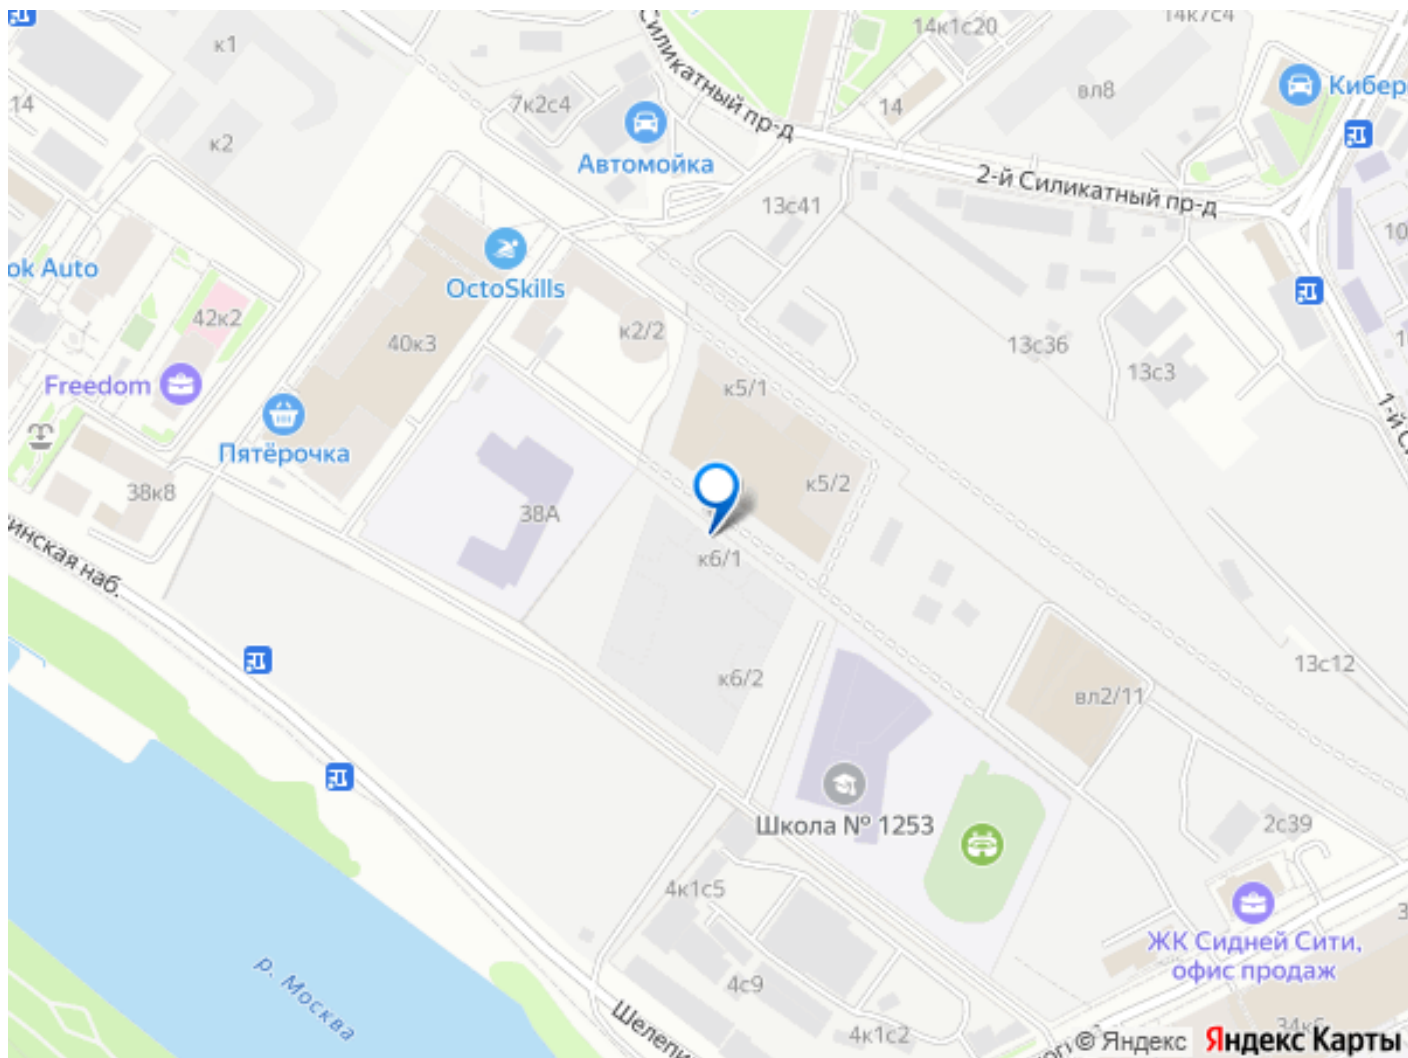 14к1с20
14к7с4
к1
14
7к2с4
Силикатный пр-д
14
вл8
Кибер
к2
Автомойка
2-й Силикатный пр-д
13с41
10
ok Auto
OctoSkills
42к2
40к3
к2/2
13с36
13с3
Freedom
к5/1
1-й С
Пятёрочка
38к8
к5/2
38А
инская наб.
к6/1
к6/2
13с12
вл2/11
Школа № 1253
2с39
4к1с5
ЖК Сидней Сити,
офис продаж
р. Москва
4с9
Шелепи
4к1с2
34к6
© Яндекс Яндекс Карты